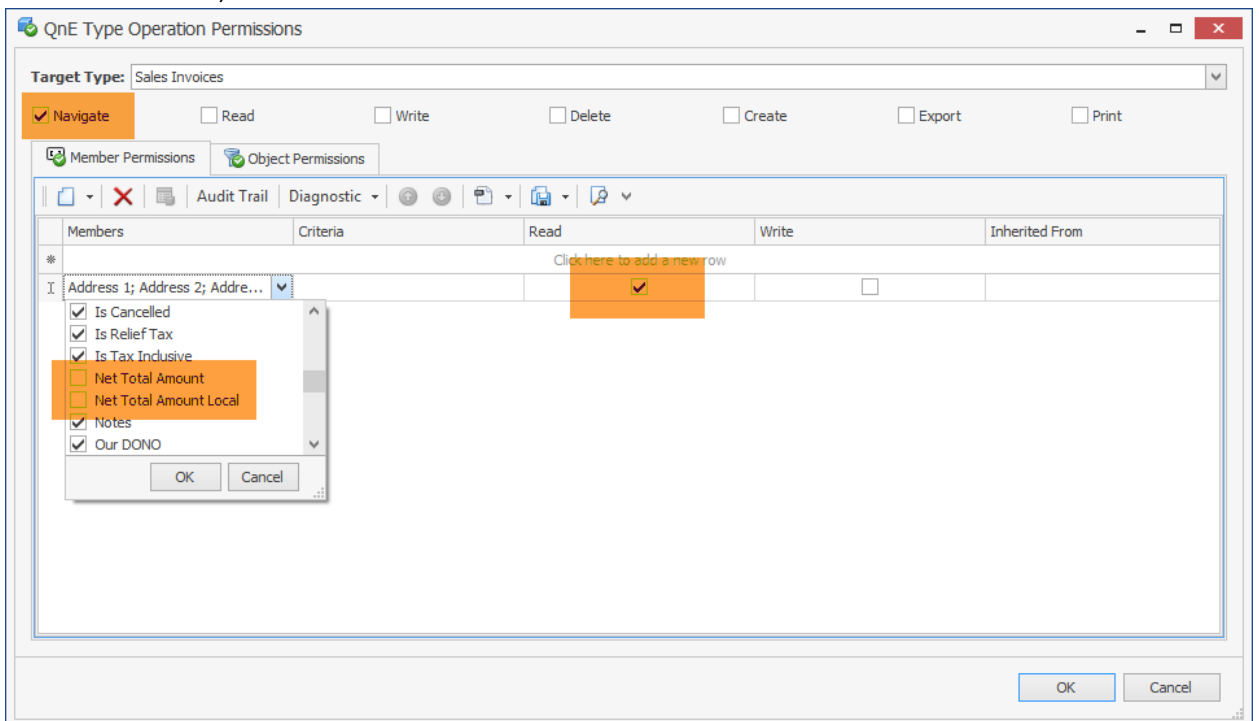 QnE Type Operation Permissions
Target Type: Sales Invoices
Navigate Read Write Delete Create Export Print
Member Permissions Object Permissions
Audit Trail Diagnostic
Members Criteria Read Write Inherited From
Click here to add a new row
Address 1; Address 2; Addre...
Is Cancelled
Is Relief Tax
Is Tax Inclusive
Net Total Amount
Net Total Amount Local
Notes
Our DONO
OK Cancel
OK Cancel